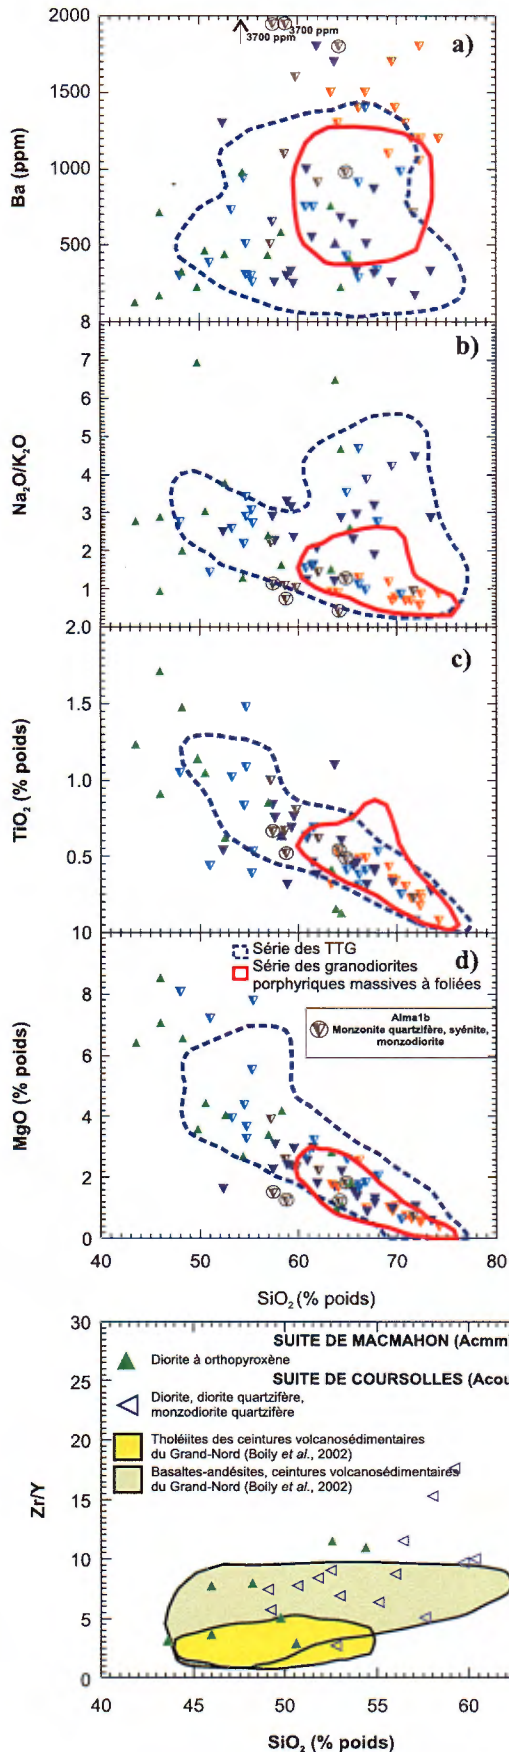 2000
3700 ppm
3700 ppm
a)
1500
1000
500
Ba (ppm)
8
b)
7
6
5
4
3
2
1
Na₂O/K₂O
2.0
c)
1.5
1.0
0.5
TiO₂ (% poids)
10
d)
Série des TTG
Série des granodiorites
porphyriques massives à foliées
Alma1b
Monzonite quartzifère, syénite,
monzodiorite
8
6
4
2
0
MgO (% poids)
40 50 60 70 80
SiO₂ (% poids)
30
SUITE DE MACMAHON (Acmm
Diorite à orthopyroxène
25
SUITE DE COURSOLLES (Acou
Diorite, diorite quartzifère,
monzodiorite quartzifère
20
Tholéiites des ceintures volcanosédimentaires
du Grand-Nord (Boily et al., 2002)
Basaltes-andésites, ceintures volcanosédimentaires
du Grand-Nord (Boily et al., 2002)
15
10
5
0
Zr/Y
40 45 50 55 60
SiO₂ (% poids)